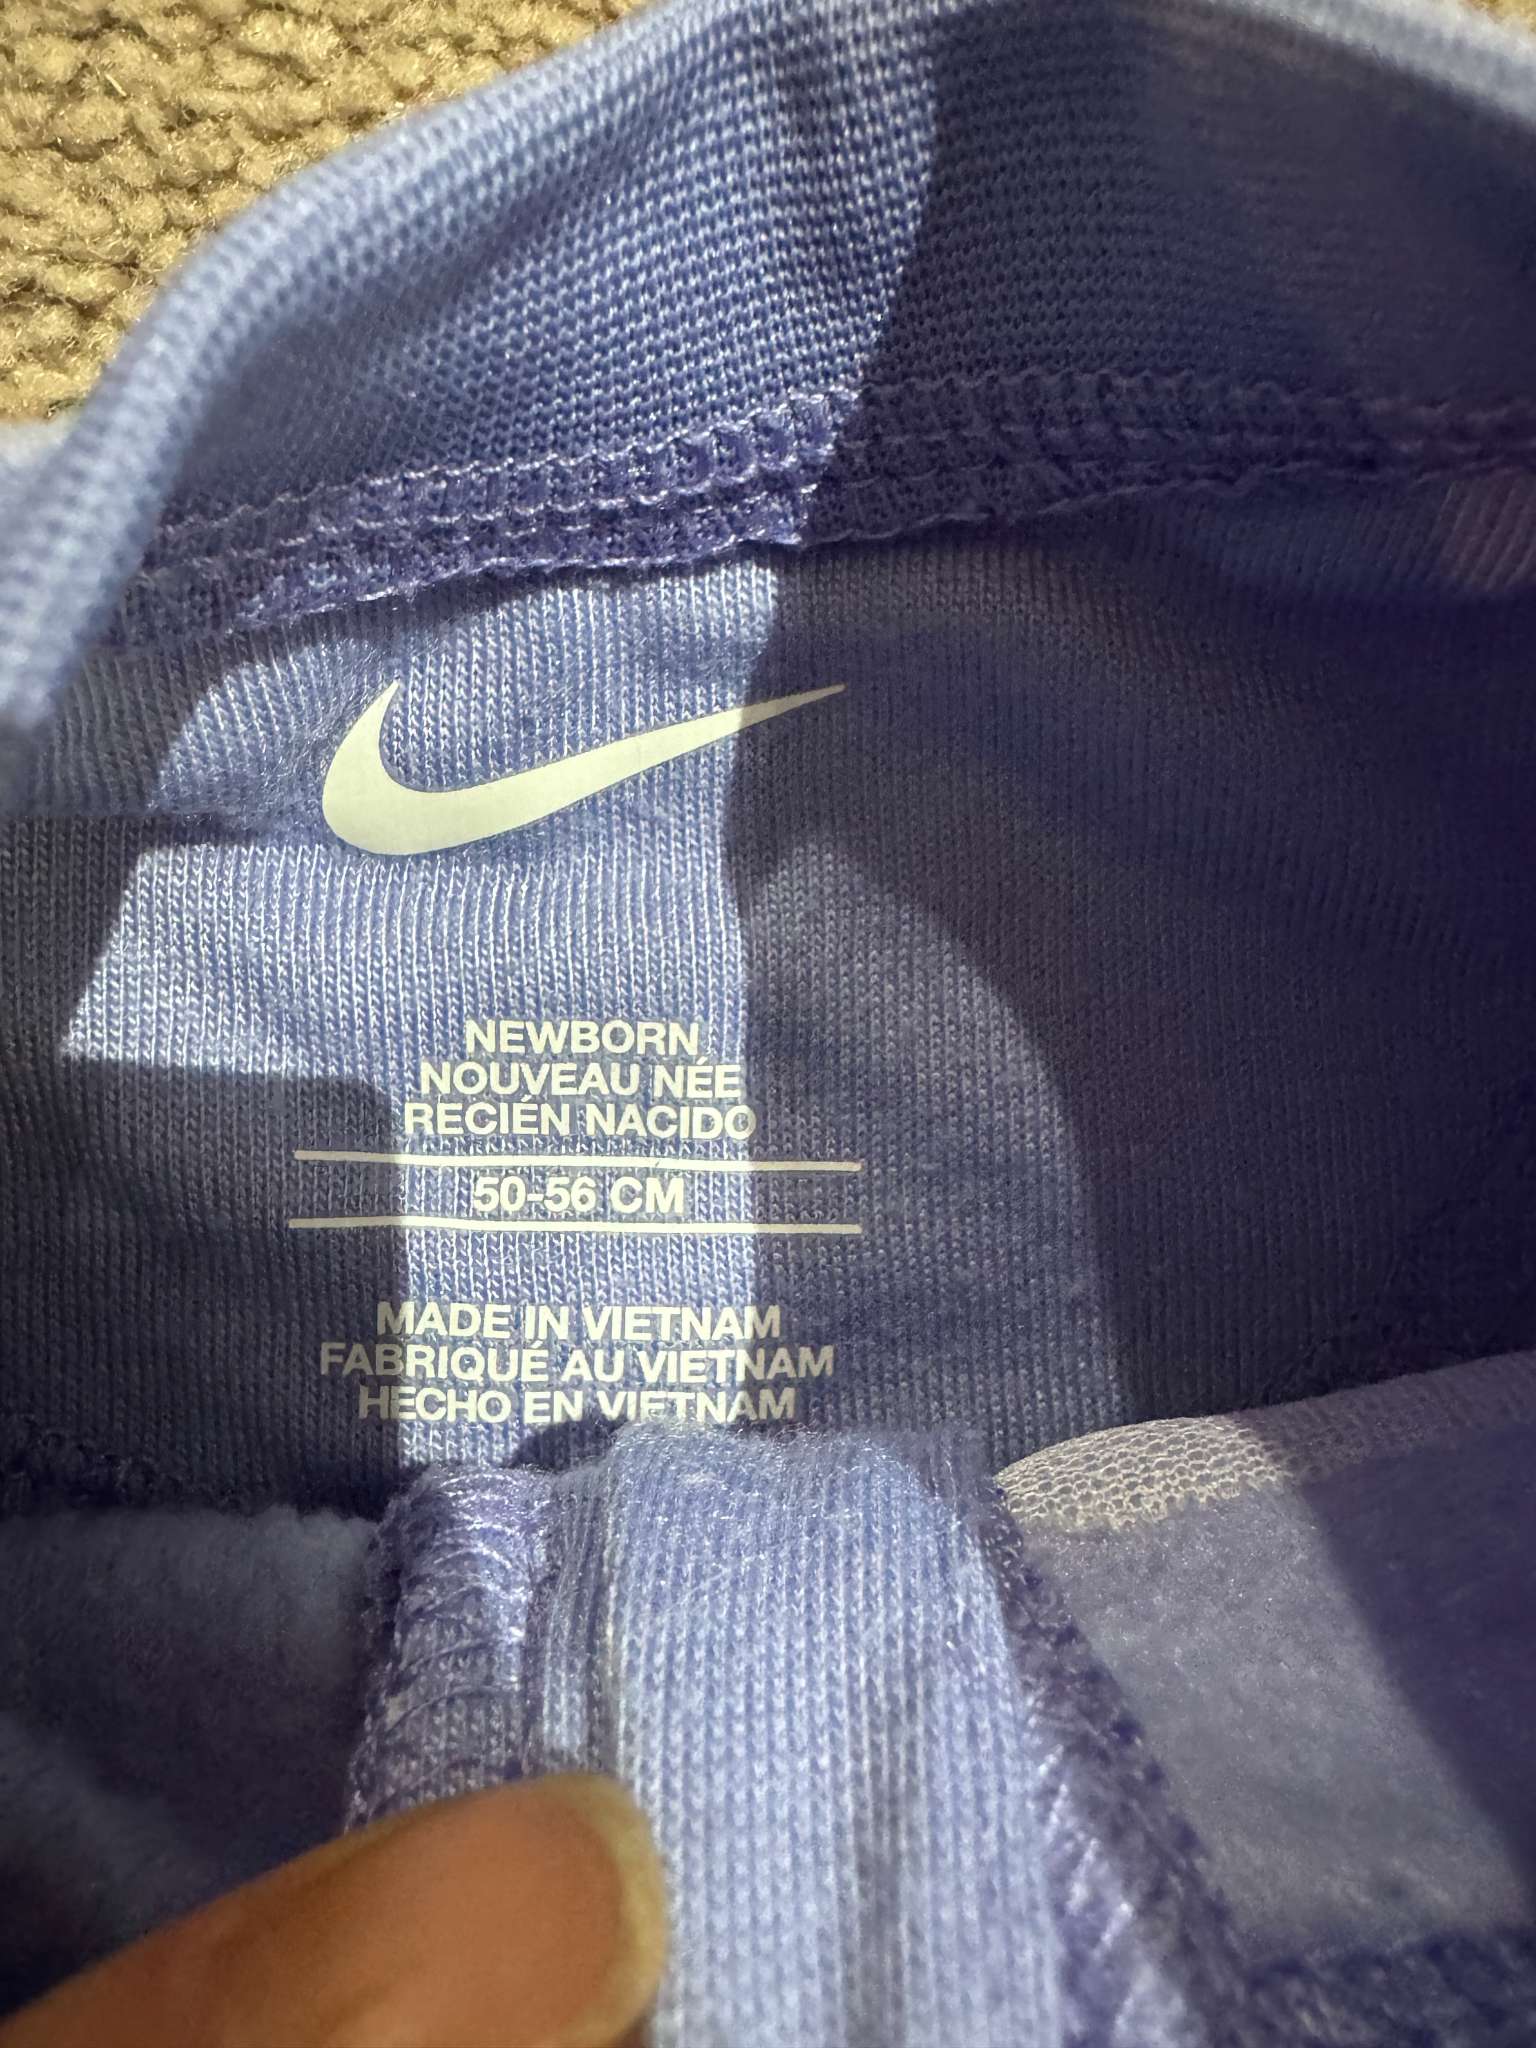 NEWBORN
NOUVEAU NÉE
RECIÉN NACIDO
50-56 CM
MADE IN VIETNAM
FABRIQUÉ AU VIETNAM
HECHO EN VIETNAM